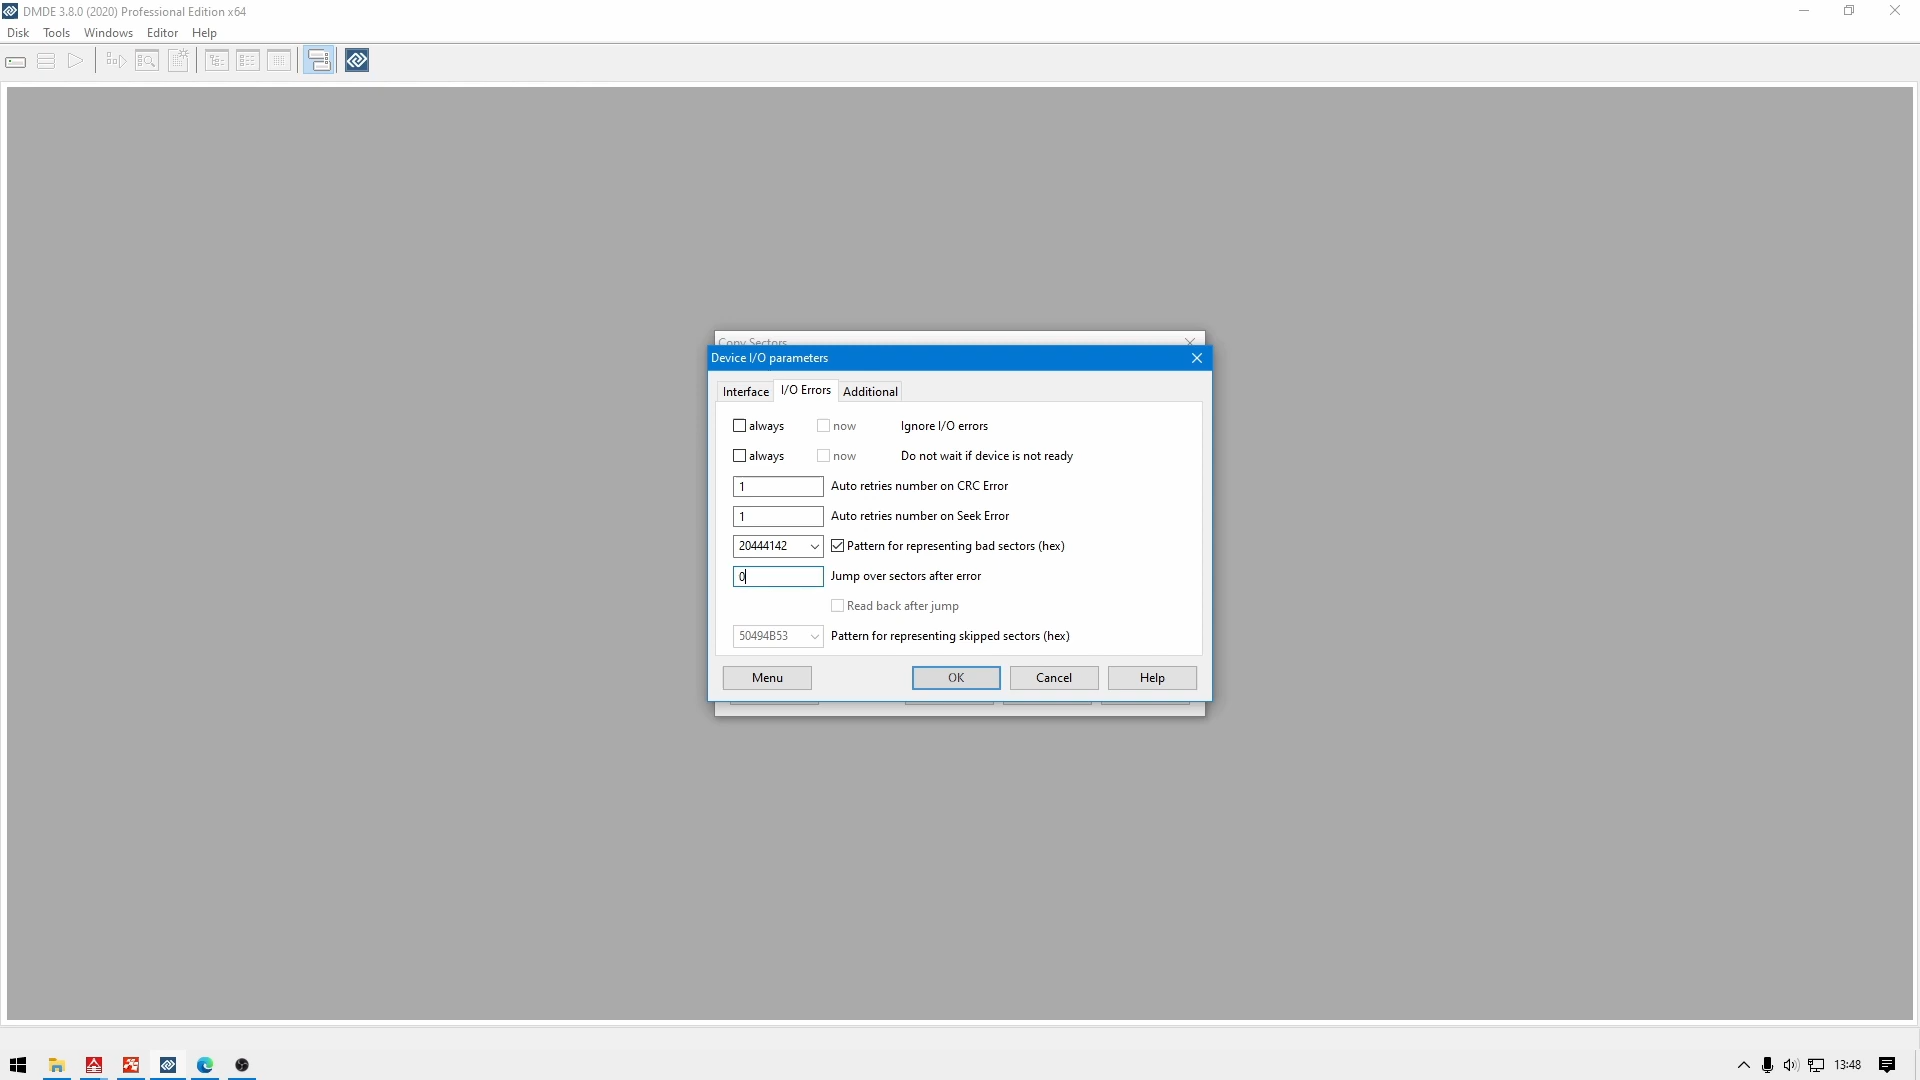 DMDE 3.8.0 (2020) Professional Edition x64
Disk Tools Windows Editor Help
Copy Sectors
Device I/O parameters
Interface I/O Errors Additional
always now Ignore I/O errors
always now Do not wait if device is not ready
1 Auto retries number on CRC Error
1 Auto retries number on Seek Error
20444142 Pattern for representing bad sectors (hex)
0 Jump over sectors after error
Read back after jump
50494B53 Pattern for representing skipped sectors (hex)
Menu OK Cancel Help
13:48